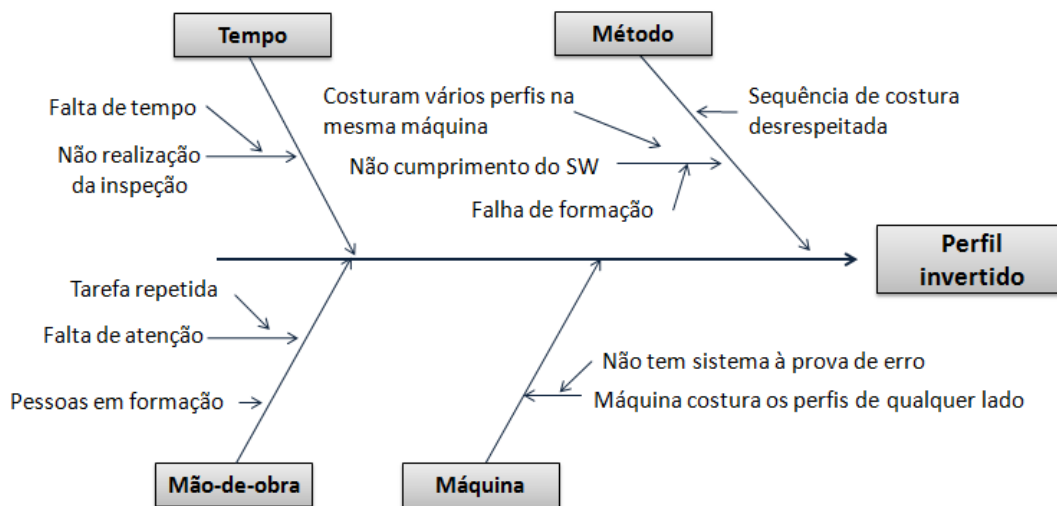 Tempo
Método
Falta de tempo
Não realização
da inspeção
Costuram vários perfis na
mesma máquina
Não cumprimento do SW
Falha de formação
Sequência de costura
desrespeitada
Perfil
invertido
Tarefa repetida
Falta de atenção
Pessoas em formação
Não tem sistema à prova de erro
Máquina costura os perfis de qualquer lado
Mão-de-obra
Máquina